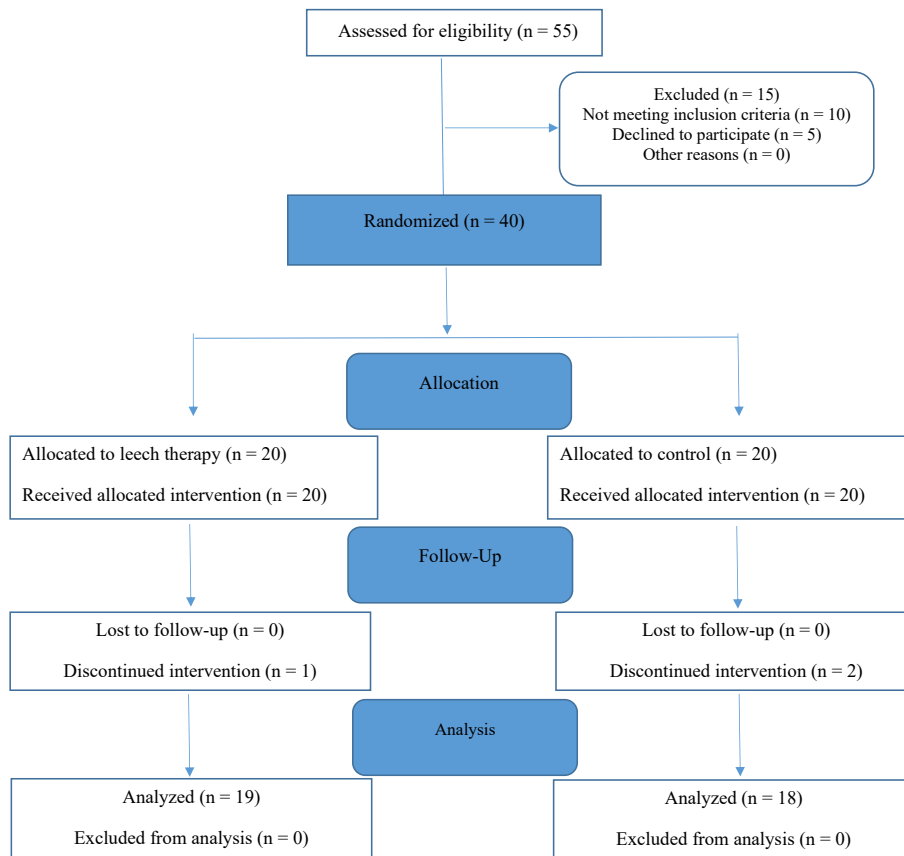 Assessed for eligibility (n = 55)
Excluded (n = 15)
Not meeting inclusion criteria (n = 10)
Declined to participate (n = 5)
Other reasons (n = 0)
Randomized (n = 40)
Allocation
Allocated to leech therapy (n = 20)
Received allocated intervention (n = 20)
Allocated to control (n = 20)
Received allocated intervention (n = 20)
Follow-Up
Lost to follow-up (n = 0)
Discontinued intervention (n = 1)
Lost to follow-up (n = 0)
Discontinued intervention (n = 2)
Analysis
Analyzed (n = 19)
Excluded from analysis (n = 0)
Analyzed (n = 18)
Excluded from analysis (n = 0)